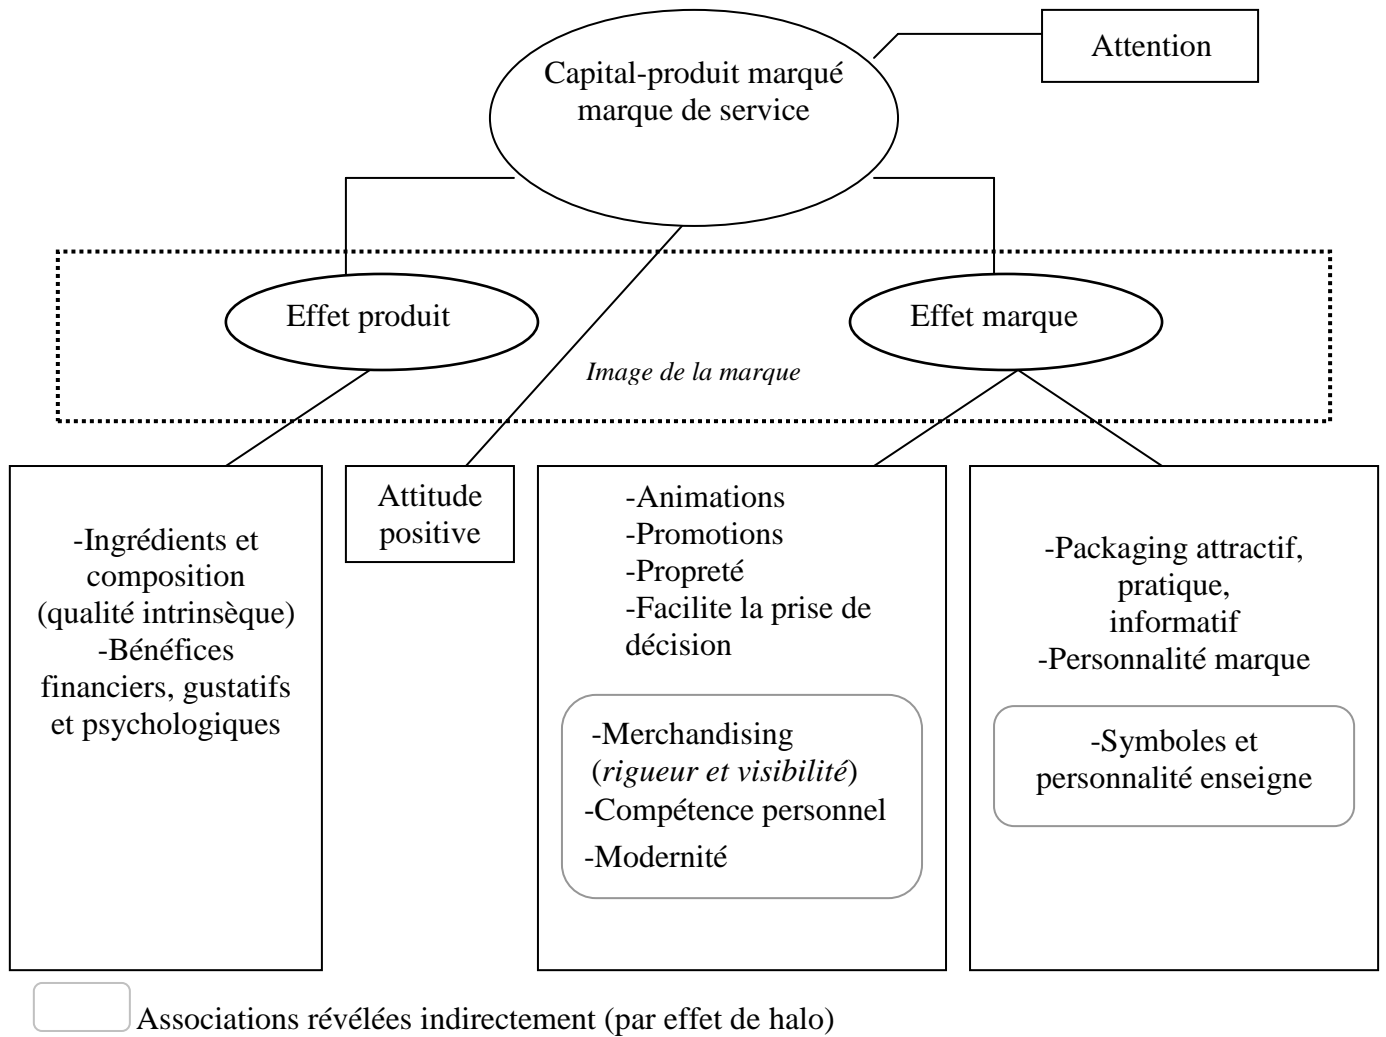 Capital-produit marqué
marque de service
Attention
Effet produit
Effet marque
Image de la marque
-Ingrédients et
composition
(qualité intrinsèque)
-Bénéfices
financiers, gustatifs
et psychologiques
Attitude
positive
-Animations
-Promotions
-Propreté
-Facilite la prise de
décision
-Merchandising
(rigueur et visibilité)
-Compétence personnel
-Modernité
-Packaging attractif,
pratique,
informatif
-Personnalité marque
-Symboles et
personnalité enseigne
Associations révélées indirectement (par effet de halo)